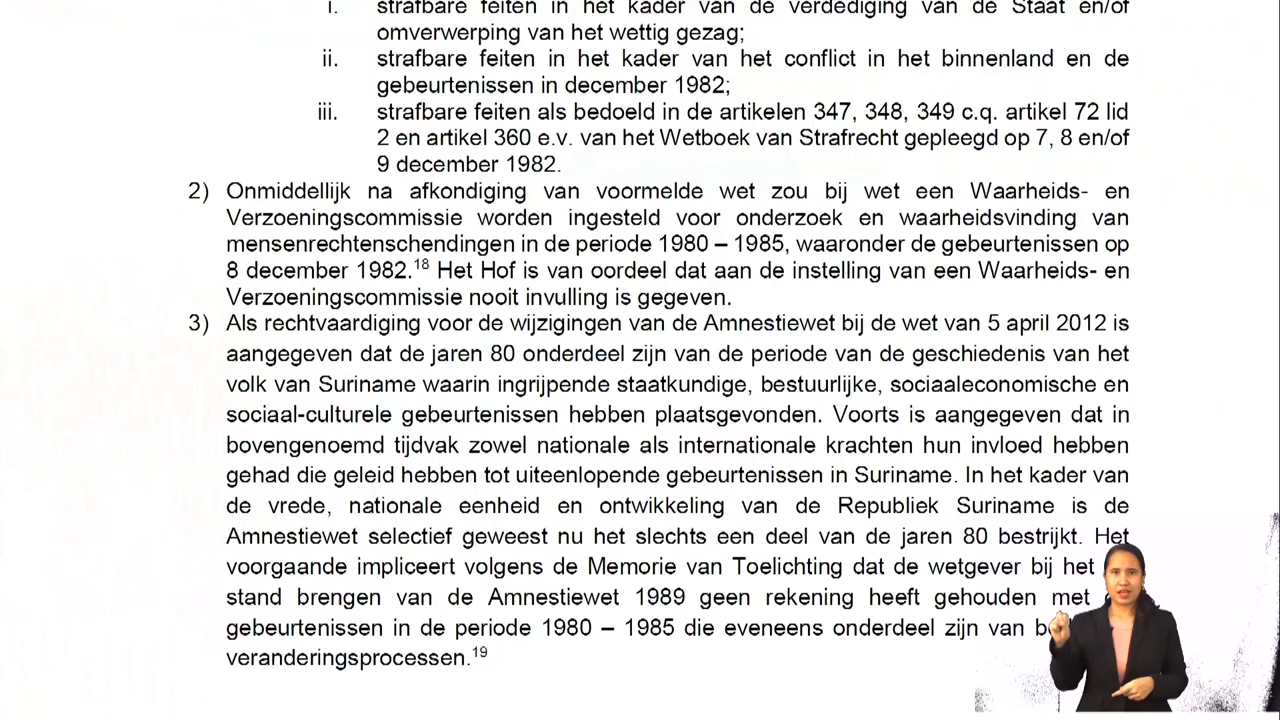 i. strafbare feiten in het kader van de verdediging van de Staat en/of
omverwerping van het wettig gezag;
ii. strafbare feiten in het kader van het conflict in het binnenland en de
gebeurtenissen in december 1982;
iii. strafbare feiten als bedoeld in de artikelen 347, 348, 349 c.q. artikel 72 lid
2 en artikel 360 e.v. van het Wetboek van Strafrecht gepleegd op 7, 8 en/of
9 december 1982.
2) Onmiddellijk na afkondiging van voormelde wet zou bij wet een Waarheids- en
Verzoeningscommissie worden ingesteld voor onderzoek en waarheidsvinding van
mensenrechtenschendingen in de periode 1980 – 1985, waaronder de gebeurtenissen op
8 december 1982.18 Het Hof is van oordeel dat aan de instelling van een Waarheids- en
Verzoeningscommissie nooit invulling is gegeven.
3) Als rechtvaardiging voor de wijzigingen van de Amnestiewet bij de wet van 5 april 2012 is
aangegeven dat de jaren 80 onderdeel zijn van de periode van de geschiedenis van het
volk van Suriname waarin ingrijpende staatkundige, bestuurlijke, sociaaleconomische en
sociaal-culturele gebeurtenissen hebben plaatsgevonden. Voorts is aangegeven dat in
bovengenoemd tijdvak zowel nationale als internationale krachten hun invloed hebben
gehad die geleid hebben tot uiteenlopende gebeurtenissen in Suriname. In het kader van
de vrede, nationale eenheid en ontwikkeling van de Republiek Suriname is de
Amnestiewet selectief geweest nu het slechts een deel van de jaren 80 bestrijkt. Het
voorgaande impliceert volgens de Memorie van Toelichting dat de wetgever bij het
stand brengen van de Amnestiewet 1989 geen rekening heeft gehouden met
gebeurtenissen in de periode 1980 – 1985 die eveneens onderdeel zijn van
veranderingsprocessen.19